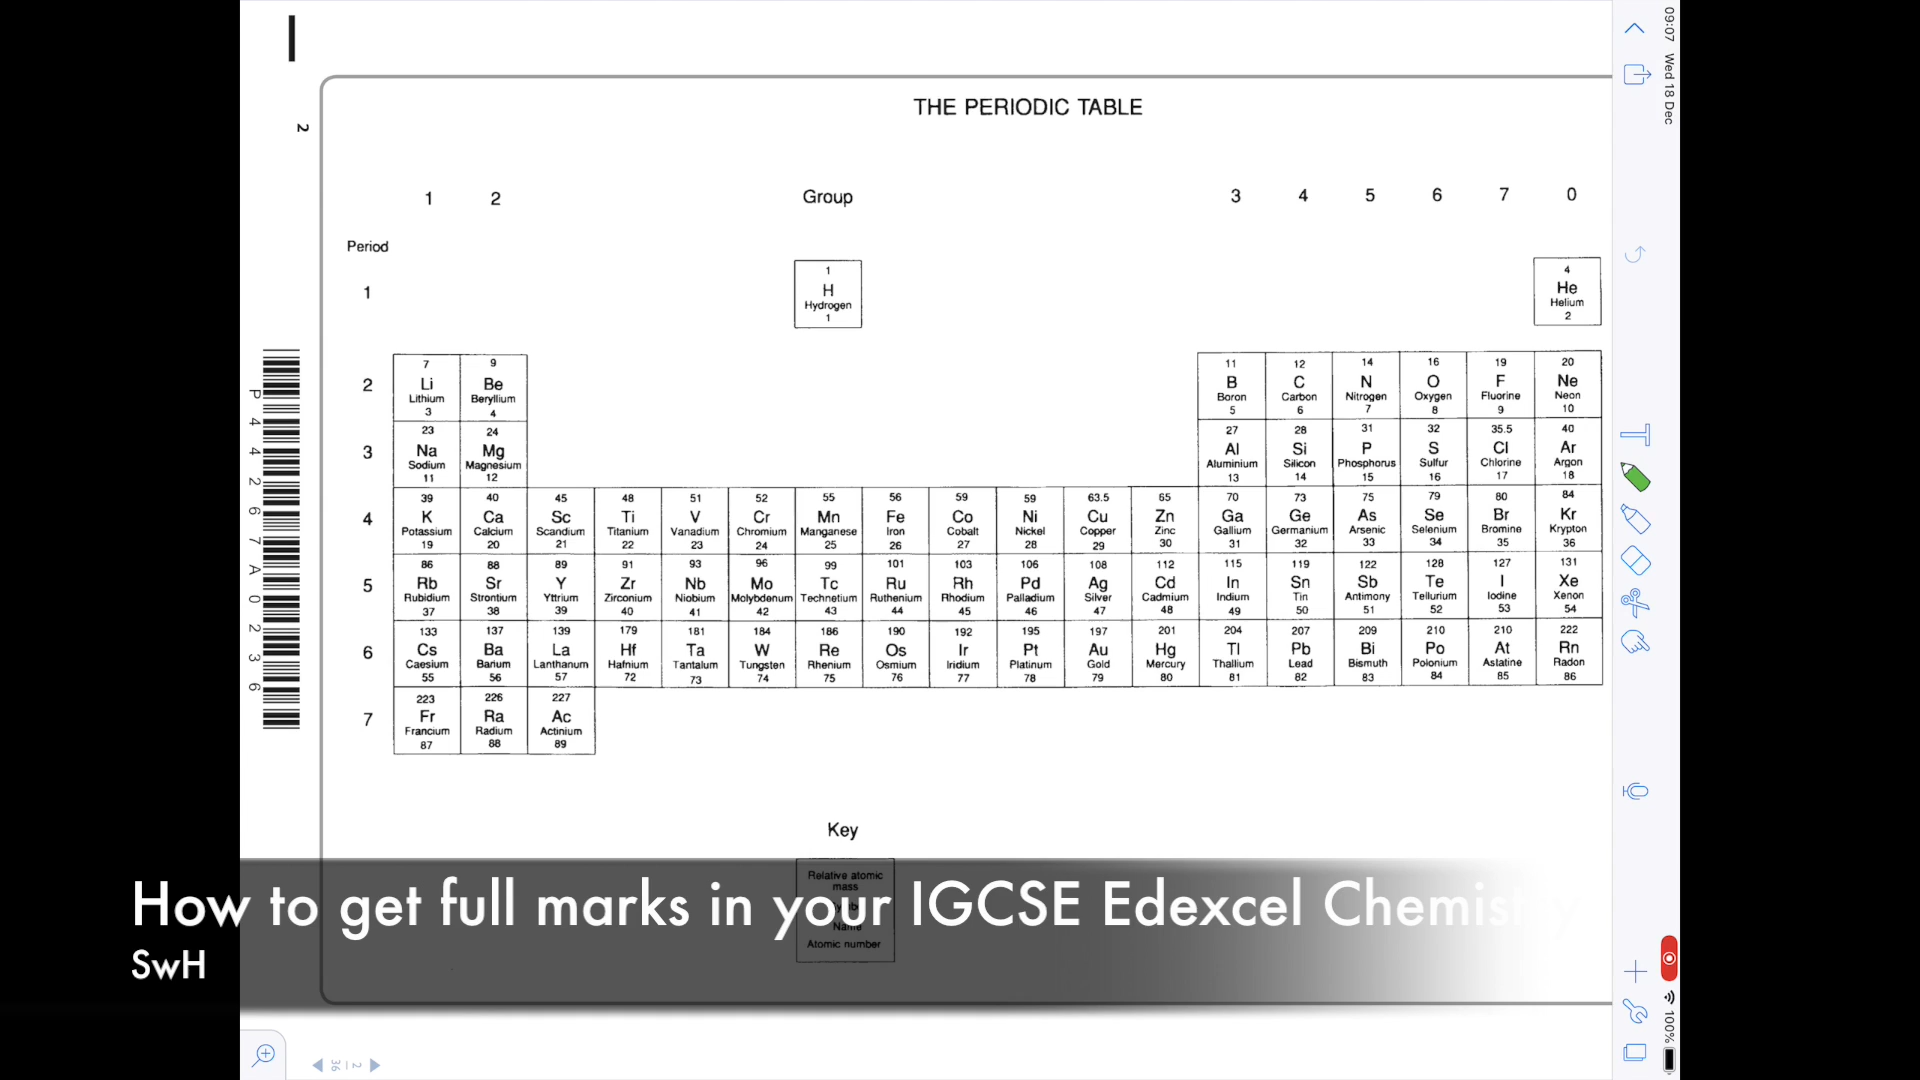 THE PERIODIC TABLE
1 2 Group 3 4 5 6 7 0
Period
1
1 4
H He
Hydrogen Helium
1 2
2
7 9 11 12 14 16 19 20
Li Be B C N O F Ne
Lithium Beryllium Boron Carbon Nitrogen Oxygen Fluorine Neon
3 4 5 6 7 8 9 10
3
23 24 27 28 31 32 35.5 40
Na Mg Al Si P S Cl Ar
Sodium Magnesium Aluminium Silicon Phosphorus Sulfur Chlorine Argon
11 12 13 14 15 16 17 18
4
39 40 45 48 51 52 55 56 59 59 63.5 65 70 73 75 79 80 84
K Ca Sc Ti V Cr Mn Fe Co Ni Cu Zn Ga Ge As Se Br Kr
Potassium Calcium Scandium Titanium Vanadium Chromium Manganese Iron Cobalt Nickel Copper Zinc Gallium Germanium Arsenic Selenium Bromine Krypton
19 20 21 22 23 24 25 26 27 28 29 30 31 32 33 34 35 36
5
86 88 89 91 93 96 99 101 103 106 108 112 115 119 122 128 127 131
Rb Sr Y Zr Nb Mo Tc Ru Rh Pd Ag Cd In Sn Sb Te I Xe
Rubidium Strontium Yttrium Zirconium Niobium Molybdenum Technetium Ruthenium Rhodium Palladium Silver Cadmium Indium Tin Antimony Tellurium Iodine Xenon
37 38 39 40 41 42 43 44 45 46 47 48 49 50 51 52 53 54
6
133 137 139 179 181 184 186 190 192 195 197 201 204 207 209 210 210 222
Cs Ba La Hf Ta W Re Os Ir Pt Au Hg Tl Pb Bi Po At Rn
Caesium Barium Lanthanum Hafnium Tantalum Tungsten Rhenium Osmium Iridium Platinum Gold Mercury Thallium Lead Bismuth Polonium Astatine Radon
55 56 57 72 73 74 75 76 77 78 79 80 81 82 83 84 85 86
7
223 226 227
Fr Ra Ac
Francium Radium Actinium
87 88 89
Key
Relative atomic
mass
Name
Atomic number
How to get full marks in your IGCSE Edexcel Chemistry
SwH
2
P44267A0236
2 | 36
09:07 Wed 18 Dec
100%